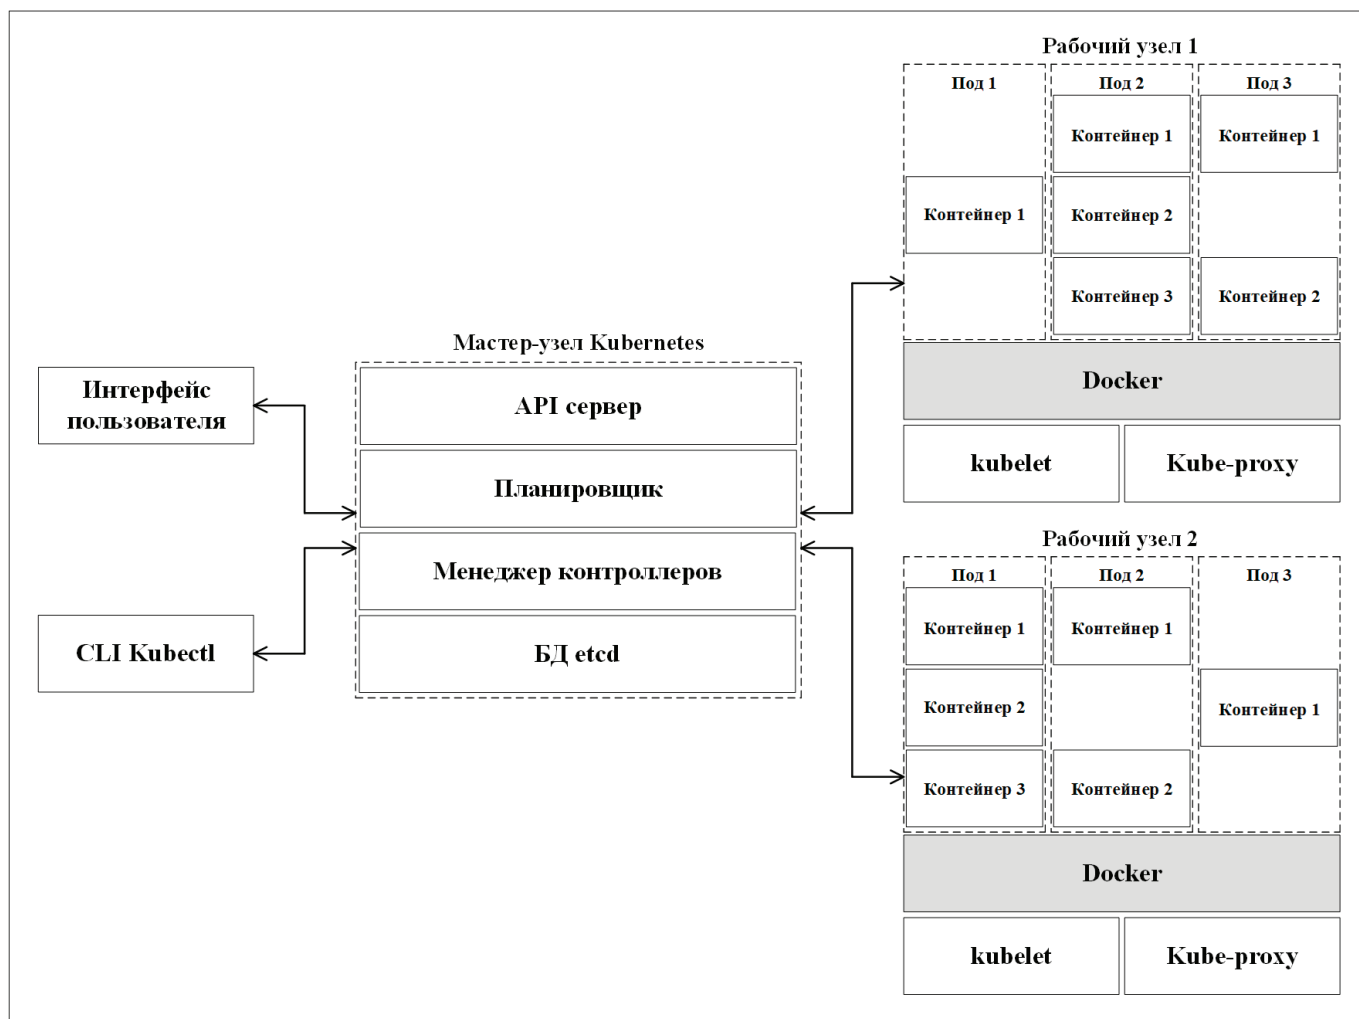 Интерфейс
пользователя
CLI Kubectl
Мастер-узел Kubernetes
API сервер
Планировщик
Менеджер контроллеров
БД etcd
Рабочий узел 1
Под 1
Контейнер 1
Под 2
Контейнер 1
Контейнер 2
Контейнер 3
Под 3
Контейнер 1
Контейнер 2
Docker
kubelet
Kube-proxy
Рабочий узел 2
Под 1
Контейнер 1
Контейнер 2
Контейнер 3
Под 2
Контейнер 1
Контейнер 2
Под 3
Контейнер 1
Docker
kubelet
Kube-proxy